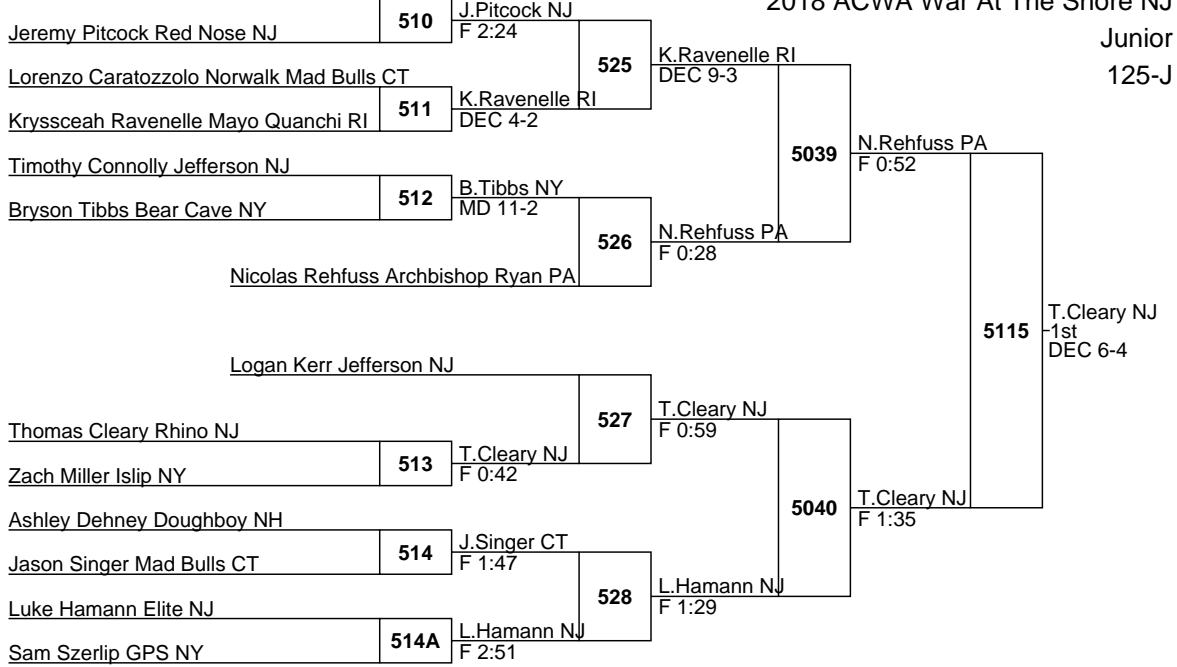 2018 ACWA War At The Shore NJ
Junior
125-J
J.Pitcock NJ
510
F 2:24
Jeremy Pitcock Red Nose NJ
525
K.Ravenelle RI
DEC 9-3
Lorenzo Caratozzolo Norwalk Mad Bulls CT
511
K.Ravenelle RI
DEC 4-2
Kryssceah Ravenelle Mayo Quanchi RI
5039
N.Rehfuss PA
F 0:52
Timothy Connolly Jefferson NJ
512
B.Tibbs NY
MD 11-2
Bryson Tibbs Bear Cave NY
526
N.Rehfuss PA
F 0:28
Nicolas Rehfuss Archbishop Ryan PA
5115
T.Cleary NJ
1st
DEC 6-4
Logan Kerr Jefferson NJ
527
T.Cleary NJ
F 0:59
Thomas Cleary Rhino NJ
513
T.Cleary NJ
F 0:42
Zach Miller Islip NY
5040
T.Cleary NJ
F 1:35
Ashley Dehney Doughboy NH
514
J.Singer CT
F 1:47
Jason Singer Mad Bulls CT
528
L.Hamann NJ
F 1:29
Luke Hamann Elite NJ
514A
L.Hamann NJ
F 2:51
Sam Szerlip GPS NY